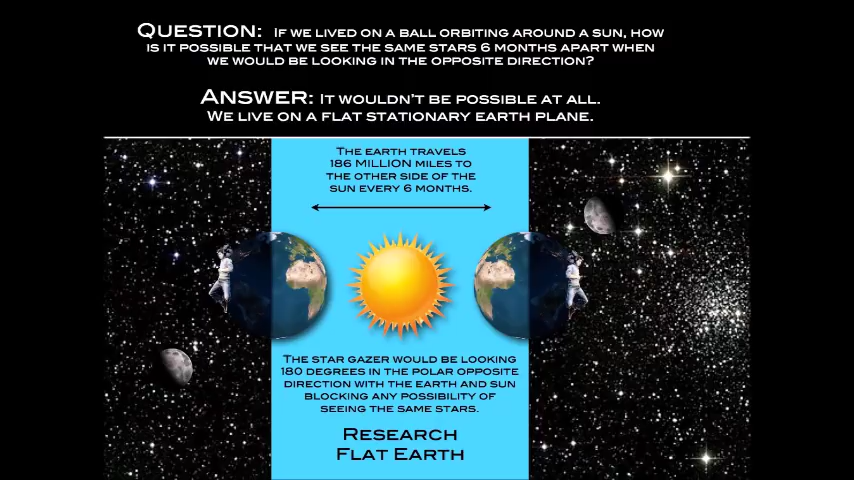 QUESTION: IF WE LIVED ON A BALL ORBITING AROUND A SUN, HOW
IS IT POSSIBLE THAT WE SEE THE SAME STARS 6 MONTHS APART WHEN
WE WOULD BE LOOKING IN THE OPPOSITE DIRECTION?
ANSWER: IT WOULDN'T BE POSSIBLE AT ALL.
WE LIVE ON A FLAT STATIONARY EARTH PLANE.
THE EARTH TRAVELS
186 MILLION MILES TO
THE OTHER SIDE OF THE
SUN EVERY 6 MONTHS.
THE STAR GAZER WOULD BE LOOKING
180 DEGREES IN THE POLAR OPPOSITE
DIRECTION WITH THE EARTH AND SUN
BLOCKING ANY POSSIBILITY OF
SEEING THE SAME STARS.
RESEARCH
FLAT EARTH